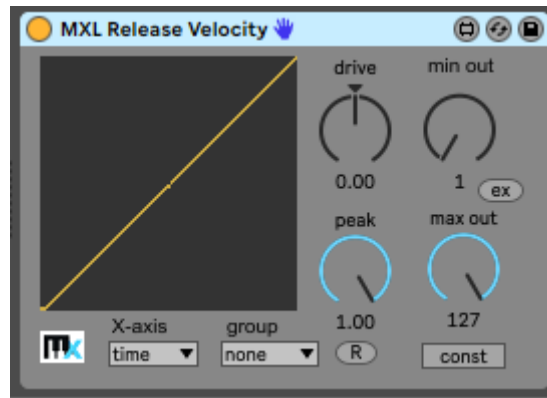 MXL Release Velocity
drive
min out
0.00
1
ex
peak
max out
1.00
127
R
const
X-axis
group
time
none
mx